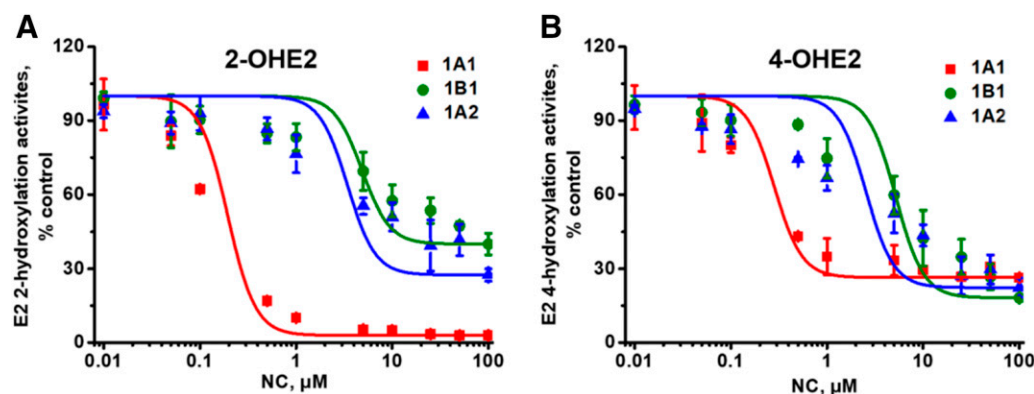 A
2-OHE2
1A1
1B1
1A2
E2 2-hydroxylation activites,
% control
120
90
60
30
0
0.01 0.1 1 10 100
NC, μM
B
4-OHE2
1A1
1B1
1A2
E2 4-hydroxylation activites,
% control
120
90
60
30
0
0.01 0.1 1 10 100
NC, μM